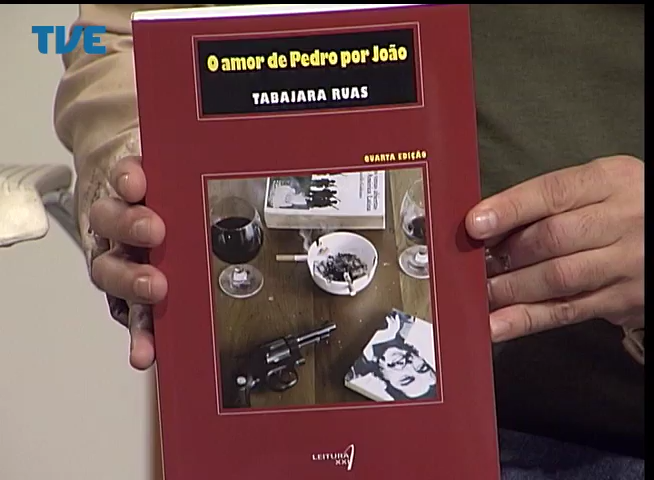 TVE
O amor de Pedro por João
TABAJARA RUAS
QUARTA EDIÇÃO
LEITURA
XXI